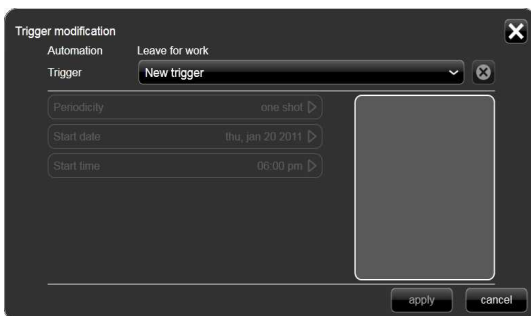 Trigger modification
Automation Leave for work
Trigger New trigger
Periodicity one shot
Start date thu, jan 20 2011
Start time 06:00 pm
apply cancel